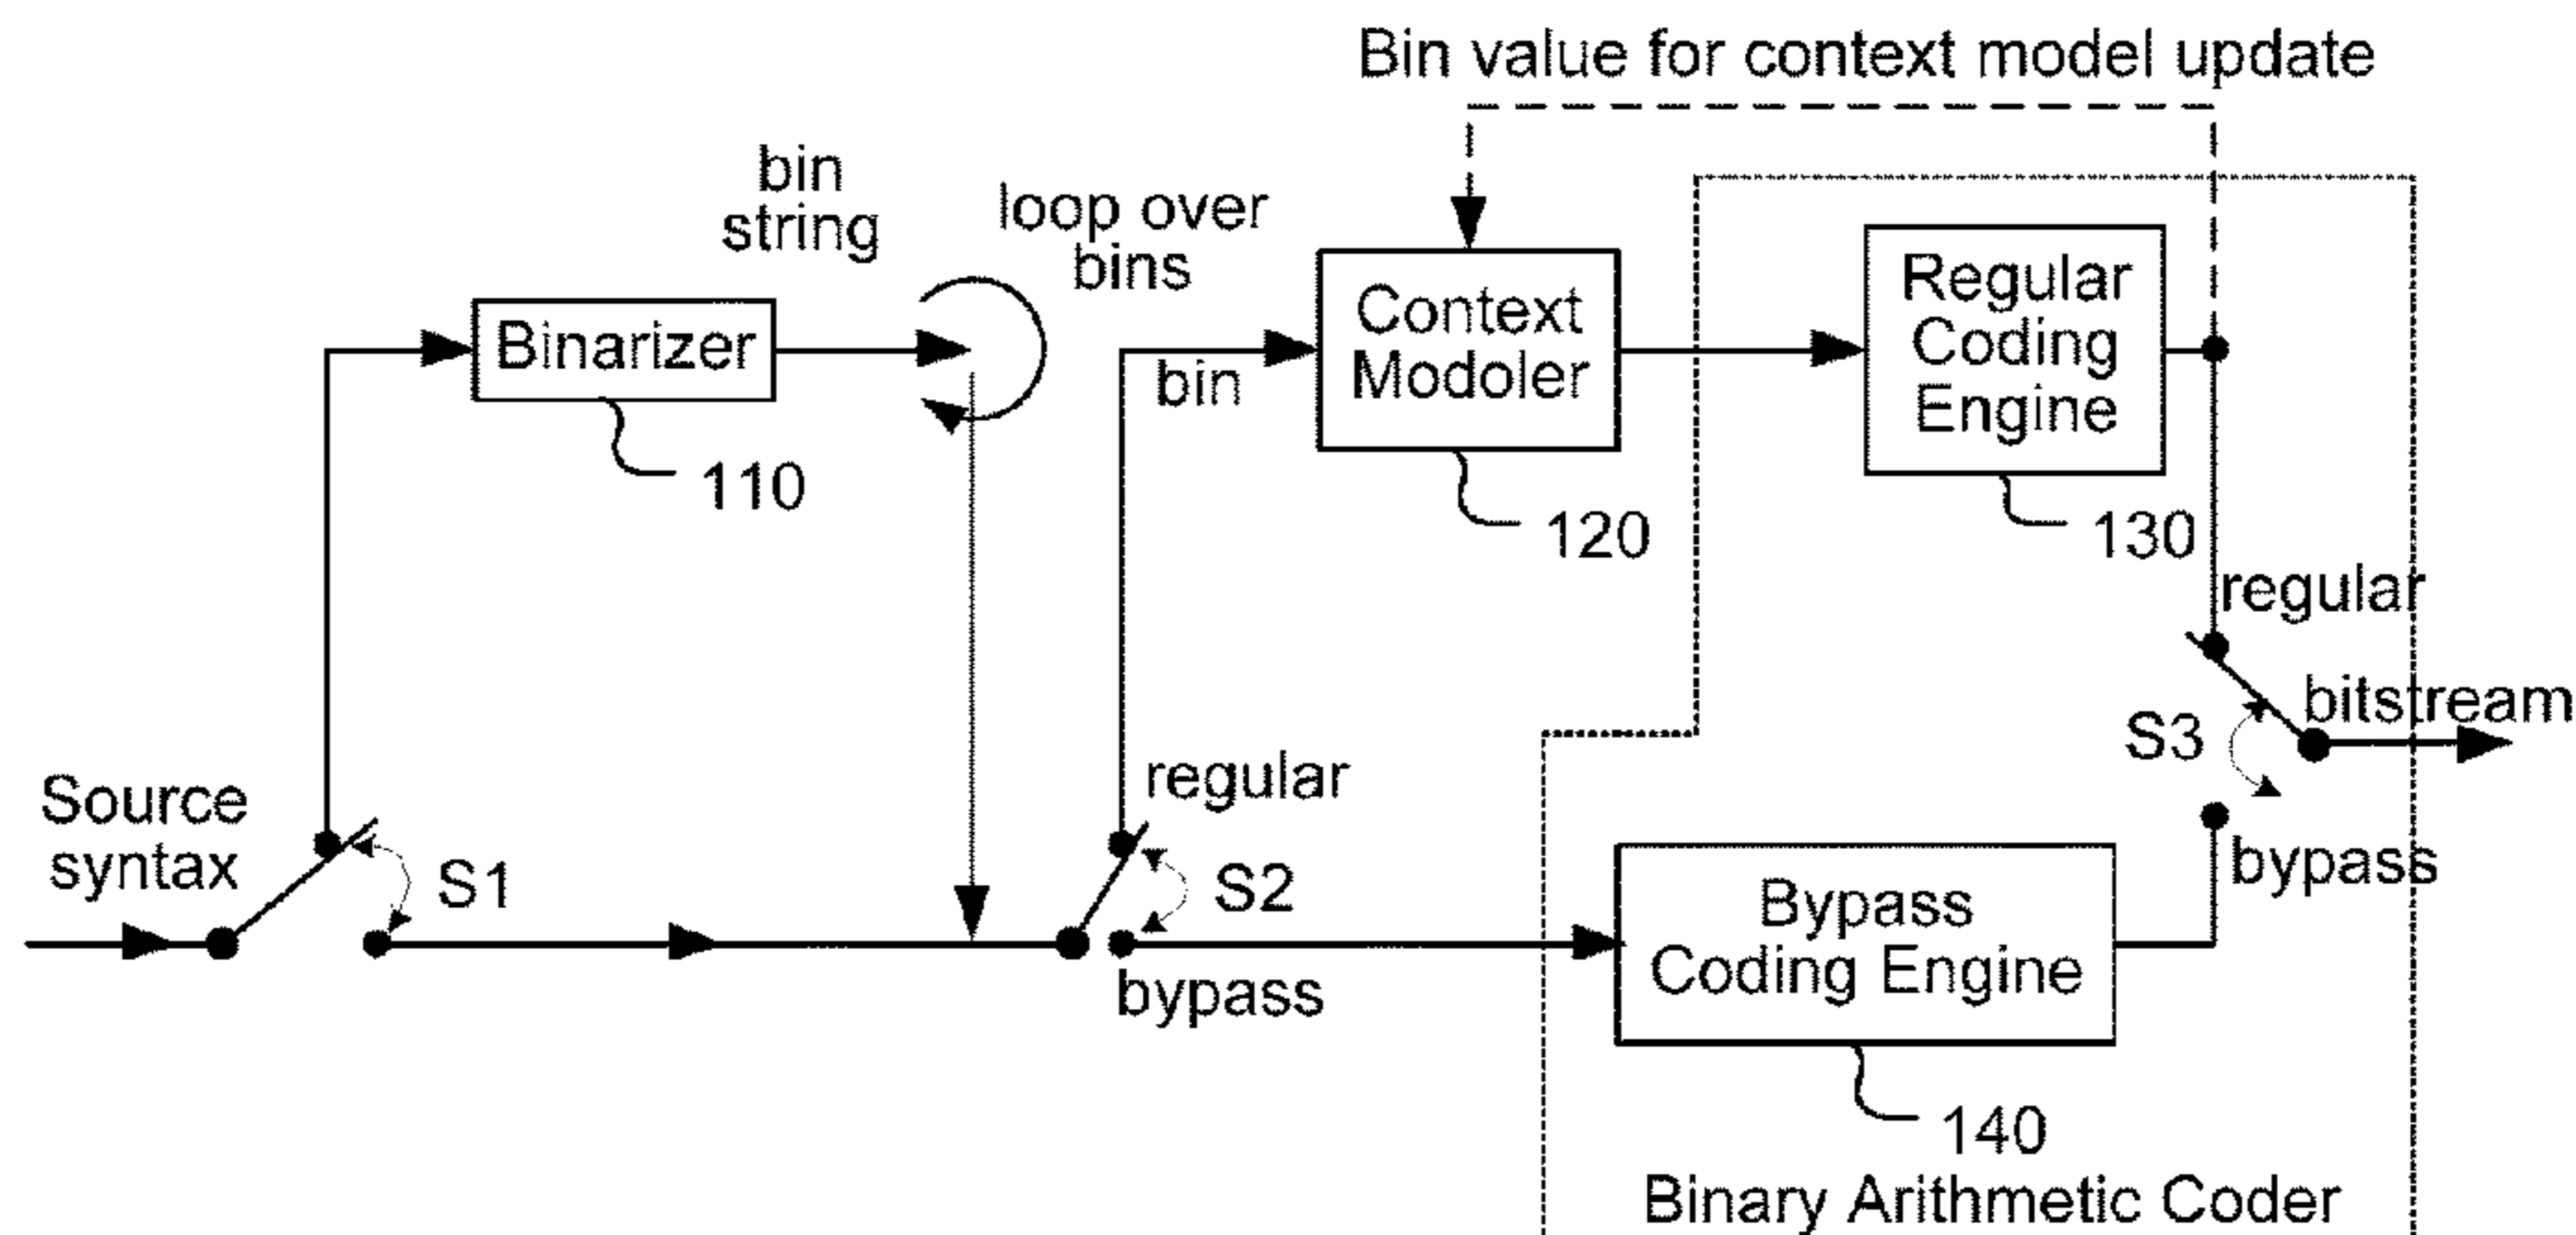 Bin value for context model update
bin
string
loop over
bins
Binarizer
110
bin
Context
Modoler
120
Regular
Coding
Engine
130
regular
bitstream
S3
bypass
Source
syntax
S1
regular
S2
bypass
Bypass
Coding Engine
140
Binary Arithmetic Coder